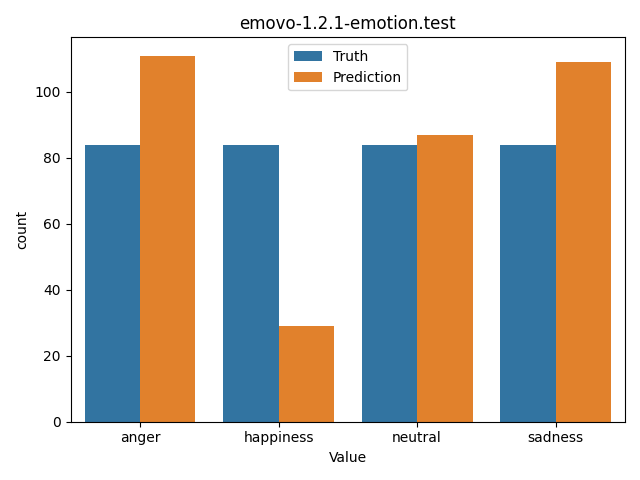 emovo-1.2.1-emotion.test
Truth
Prediction
count
100
80
60
40
20
0
anger happiness neutral sadness
Value